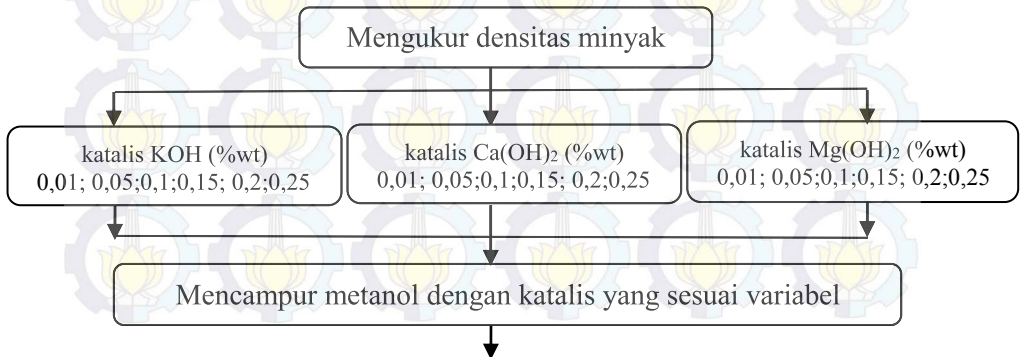 Mengukur densitas minyak
katalis KOH (%wt)
0,01; 0,05;0,1;0,15; 0,2;0,25
katalis Ca(OH)₂ (%wt)
0,01; 0,05;0,1;0,15; 0,2;0,25
katalis Mg(OH)₂ (%wt)
0,01; 0,05;0,1;0,15; 0,2;0,25
Mencampur metanol dengan katalis yang sesuai variabel